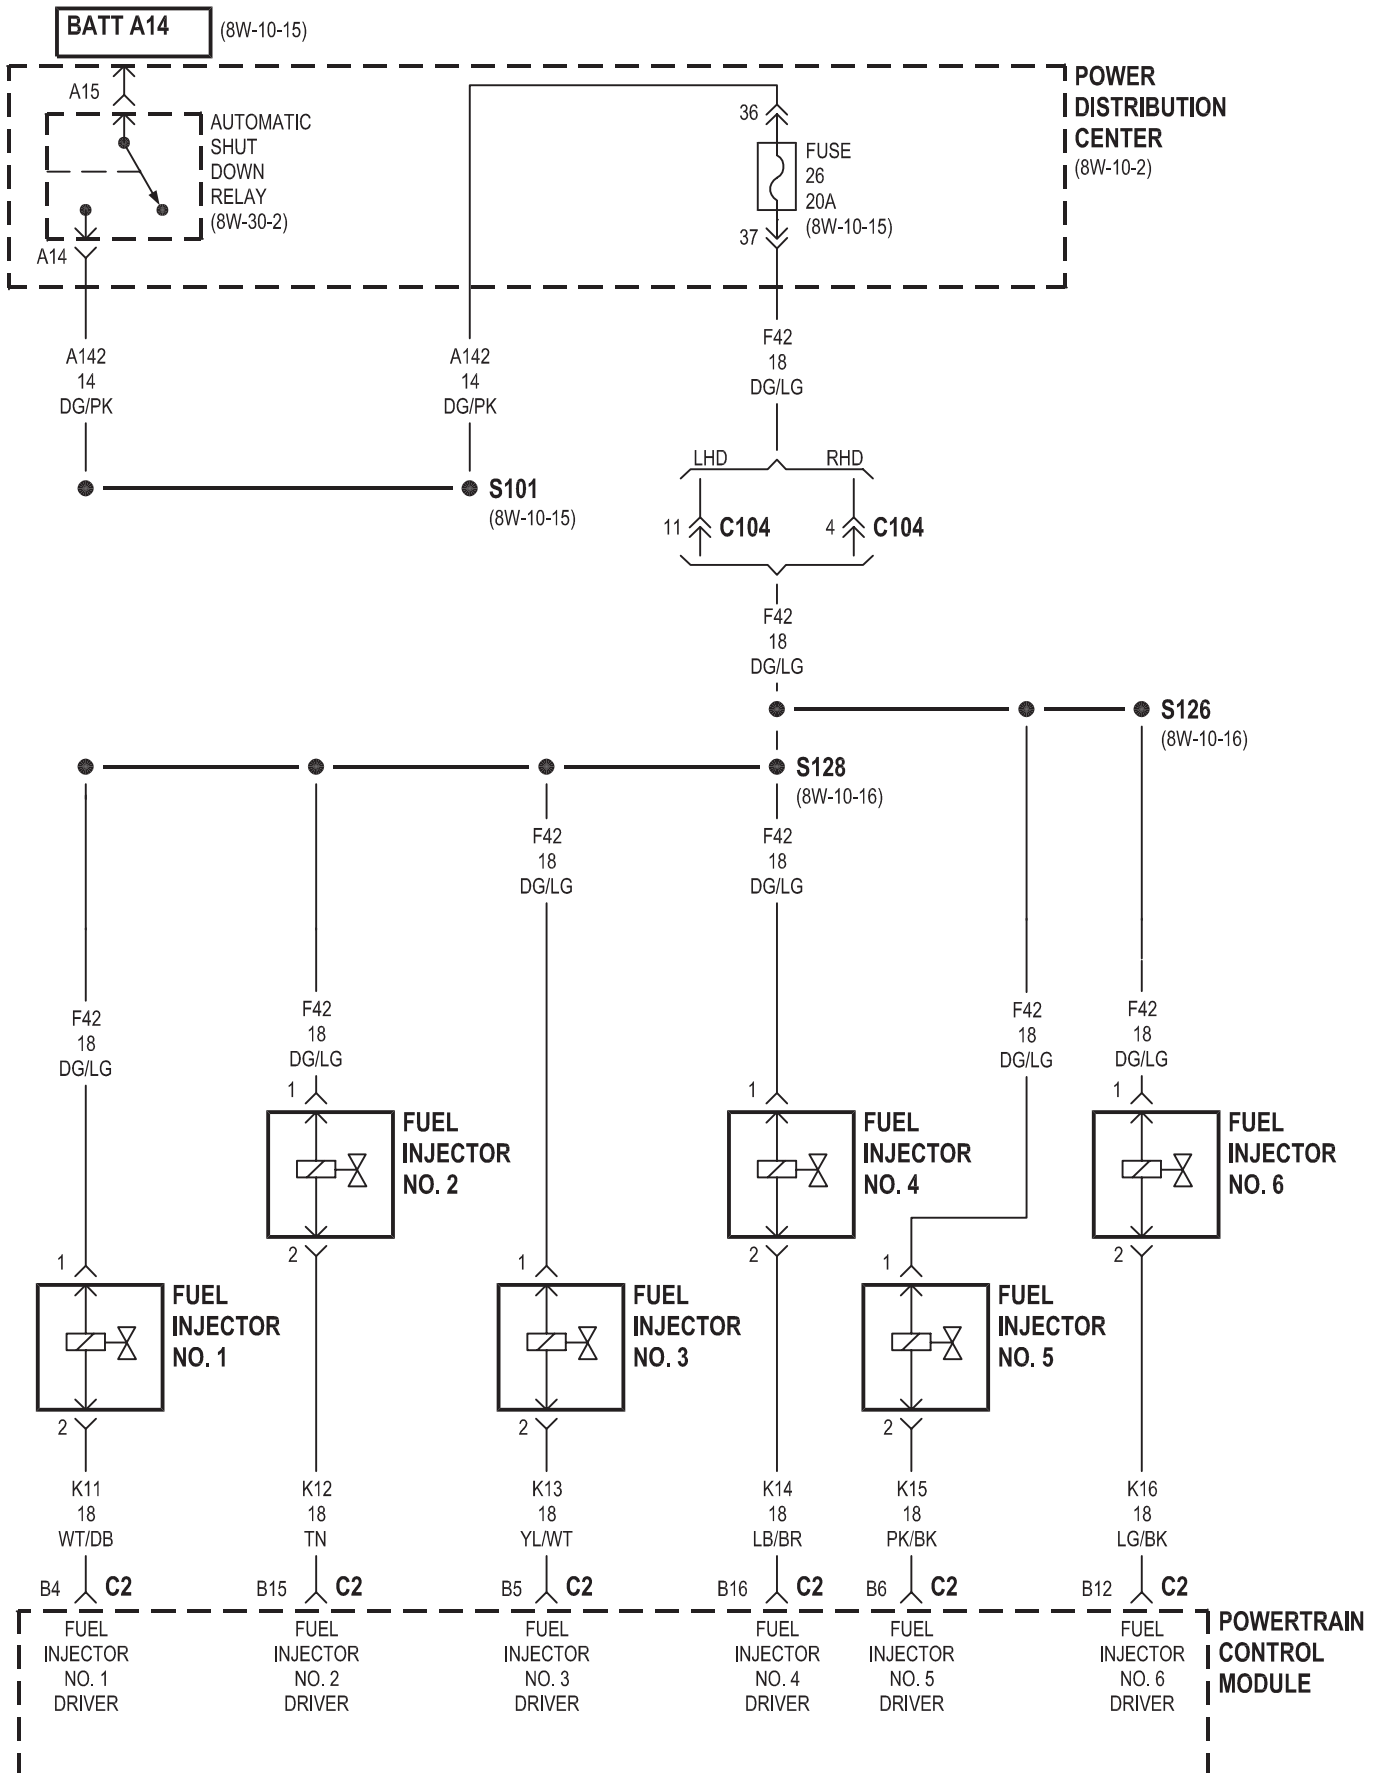 BATT A14
(8W-10-15)
POWER
DISTRIBUTION
CENTER
(8W-10-2)
A15
AUTOMATIC
SHUT
DOWN
RELAY
(8W-30-2)
A14
36
FUSE
26
20A
(8W-10-15)
37
A142
14
DG/PK
A142
14
DG/PK
F42
18
DG/LG
S101
(8W-10-15)
LHD
RHD
11
C104
4
C104
F42
18
DG/LG
S126
(8W-10-16)
S128
(8W-10-16)
F42
18
DG/LG
F42
18
DG/LG
F42
18
DG/LG
F42
18
DG/LG
F42
18
DG/LG
F42
18
DG/LG
1
FUEL
INJECTOR
NO. 2
2
1
FUEL
INJECTOR
NO. 4
2
1
FUEL
INJECTOR
NO. 6
2
1
FUEL
INJECTOR
NO. 1
2
1
FUEL
INJECTOR
NO. 3
2
1
FUEL
INJECTOR
NO. 5
2
K11
18
WT/DB
K12
18
TN
K13
18
YL/WT
K14
18
LB/BR
K15
18
PK/BK
K16
18
LG/BK
B4
C2
B15
C2
B5
C2
B16
C2
B6
C2
B12
C2
FUEL
INJECTOR
NO. 1
DRIVER
FUEL
INJECTOR
NO. 2
DRIVER
FUEL
INJECTOR
NO. 3
DRIVER
FUEL
INJECTOR
NO. 4
DRIVER
FUEL
INJECTOR
NO. 5
DRIVER
FUEL
INJECTOR
NO. 6
DRIVER
POWERTRAIN
CONTROL
MODULE